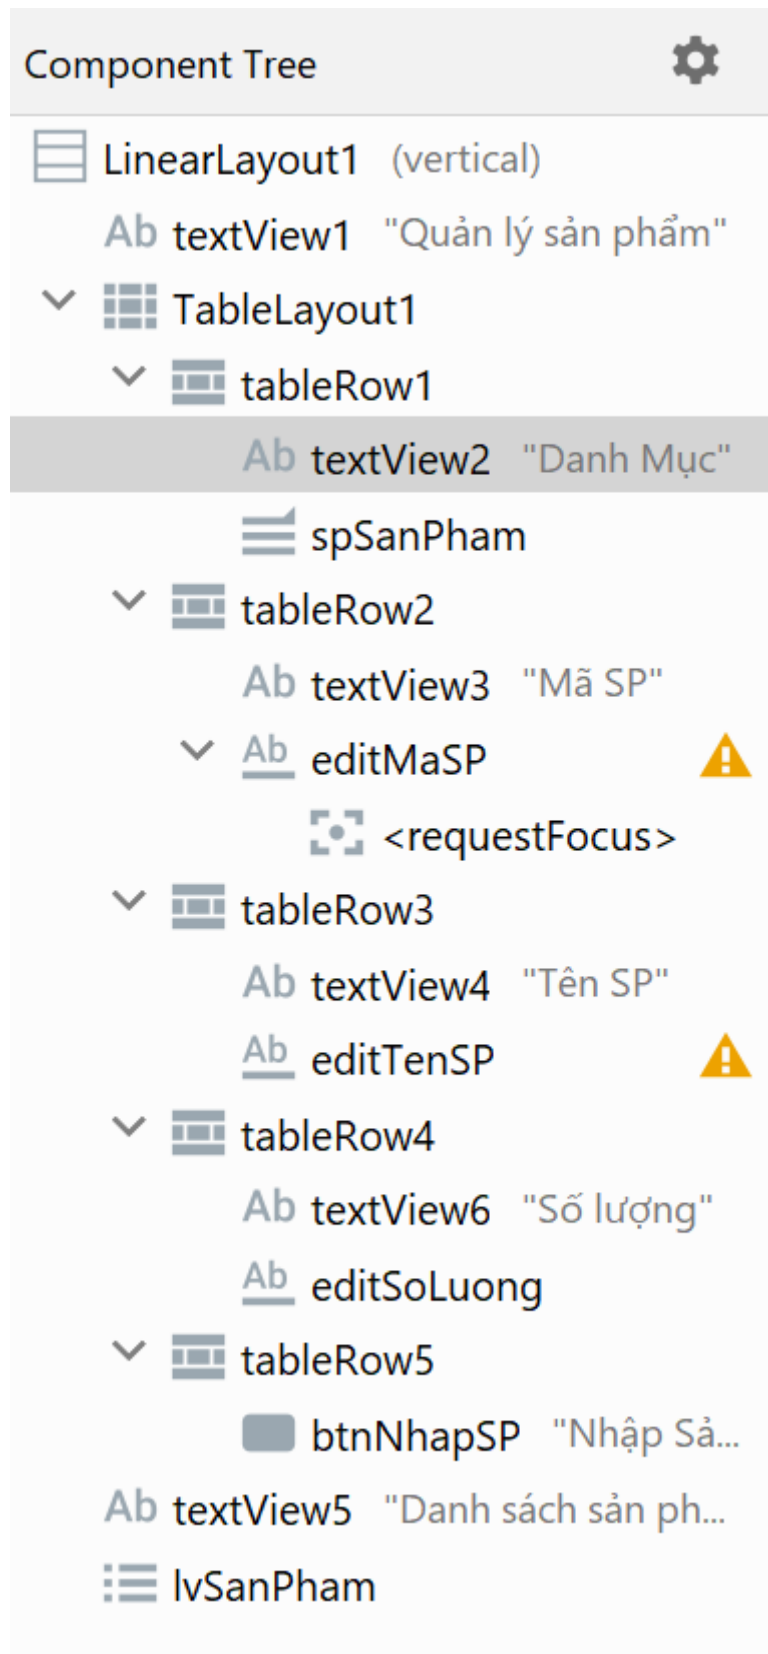 Component Tree
LinearLayout1 (vertical)
Ab textView1 "Quản lý sản phẩm"
TableLayout1
tableRow1
Ab textView2 "Danh Mục"
spSanPham
tableRow2
Ab textView3 "Mã SP"
Ab editMaSP
<requestFocus>
tableRow3
Ab textView4 "Tên SP"
Ab editTenSP
tableRow4
Ab textView6 "Số lượng"
Ab editSoLuong
tableRow5
btnNhapSP "Nhập Sả...
Ab textView5 "Danh sách sản ph...
lvSanPham